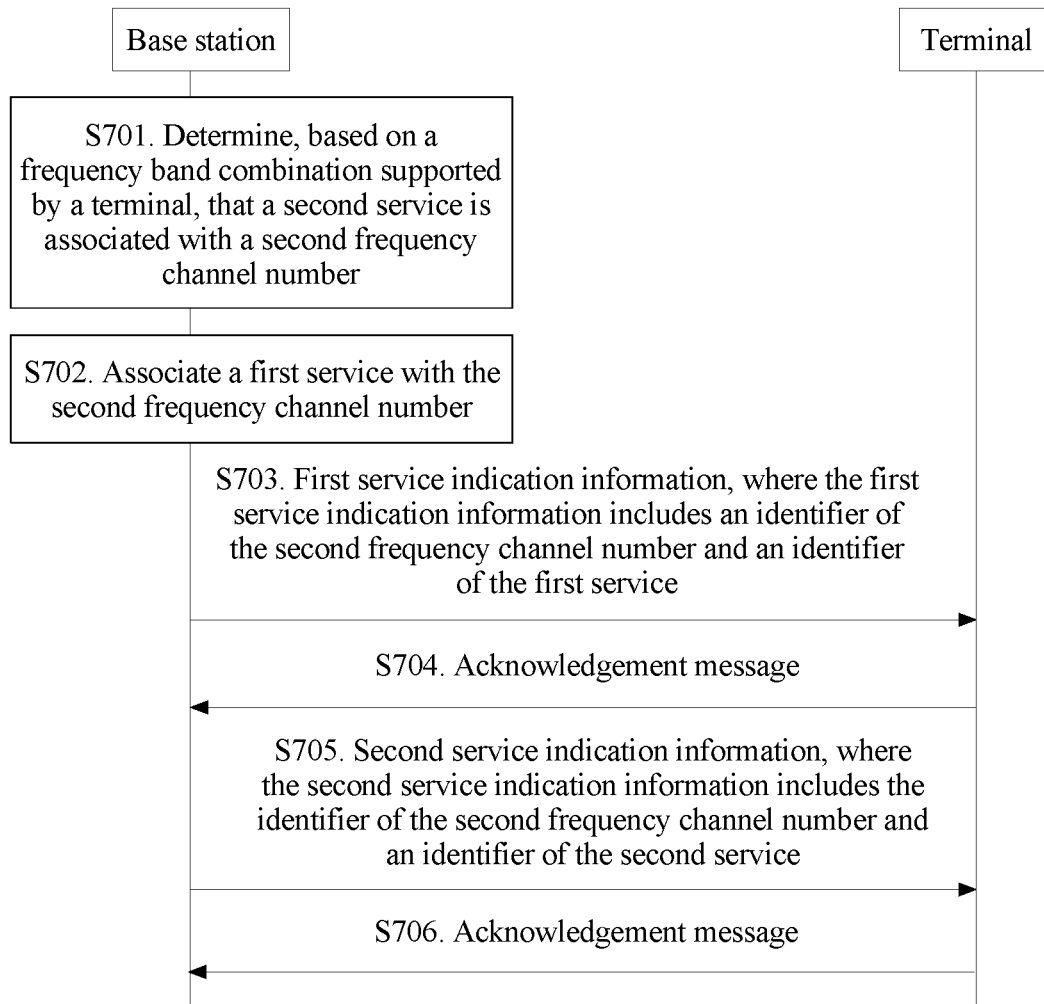 Base station
Terminal
S701. Determine, based on a
frequency band combination supported
by a terminal, that a second service is
associated with a second frequency
channel number
S702. Associate a first service with the
second frequency channel number
S703. First service indication information, where the first
service indication information includes an identifier of
the second frequency channel number and an identifier
of the first service
S704. Acknowledgement message
S705. Second service indication information, where
the second service indication information includes the
identifier of the second frequency channel number and
an identifier of the second service
S706. Acknowledgement message